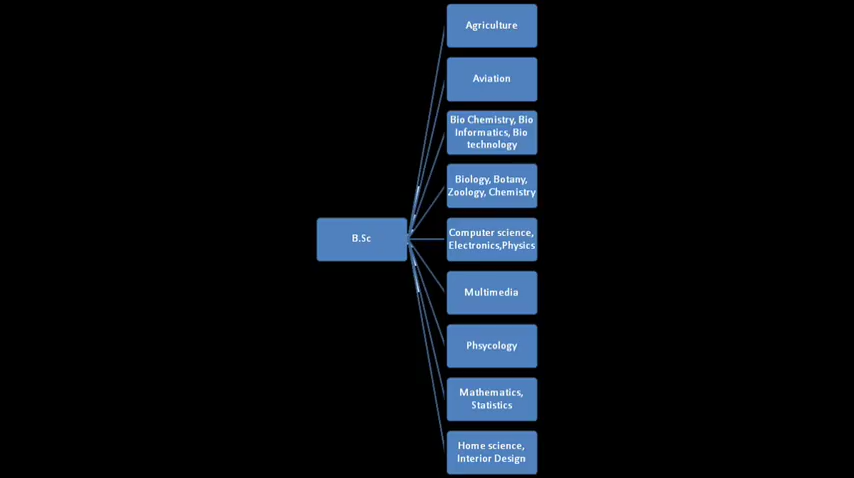 Agriculture
Aviation
Bio Chemistry, Bio
Informatics, Bio
technology
Biology, Botany,
Zoology, Chemistry
B.Sc
Computer science,
Electronics,Physics
Multimedia
Phsycology
Mathematics,
Statistics
Home science,
Interior Design